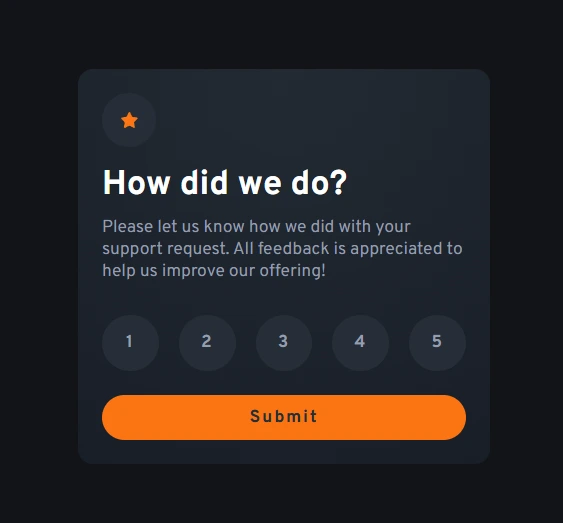 How did we do?
Please let us know how we did with your
support request. All feedback is appreciated to
help us improve our offering!
1 2 3 4 5
Submit